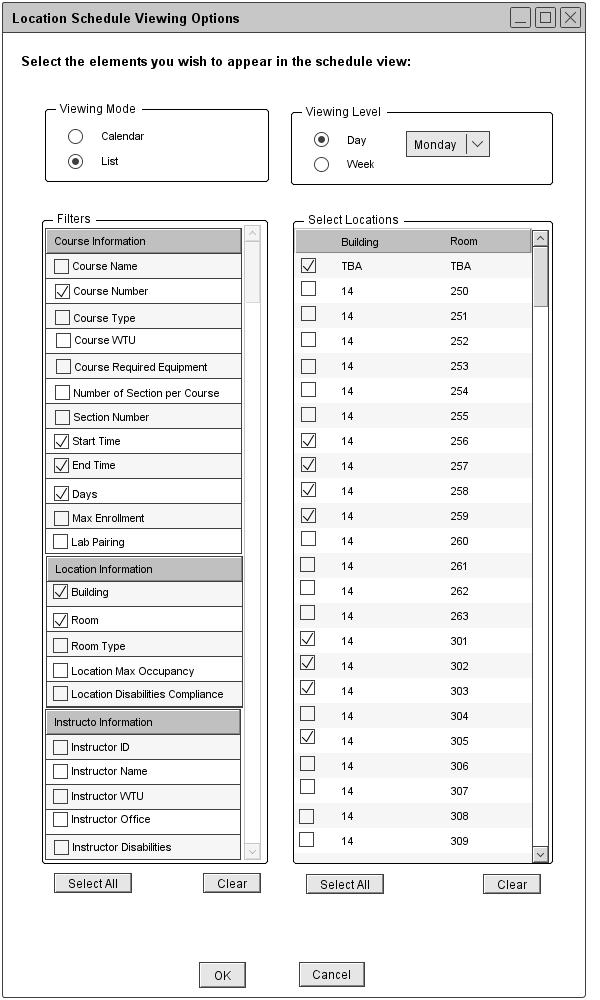 Location Schedule Viewing Options
Select the elements you wish to appear in the schedule view:
Viewing Mode
Calendar
List
Viewing Level
Day
Week
Monday
Filters
Course Information
Course Name
Course Number
Course Type
Course WTU
Course Required Equipment
Number of Section per Course
Section Number
Start Time
End Time
Days
Max Enrollment
Lab Pairing
Location Information
Building
Room
Room Type
Location Max Occupancy
Location Disabilities Compliance
Instructo Information
Instructor ID
Instructor Name
Instructor WTU
Instructor Office
Instructor Disabilities
Select All
Clear
Select Locations
Building Room
TBA TBA
14 250
14 251
14 252
14 253
14 254
14 255
14 256
14 257
14 258
14 259
14 260
14 261
14 262
14 263
14 301
14 302
14 303
14 304
14 305
14 306
14 307
14 308
14 309
Select All
Clear
OK
Cancel